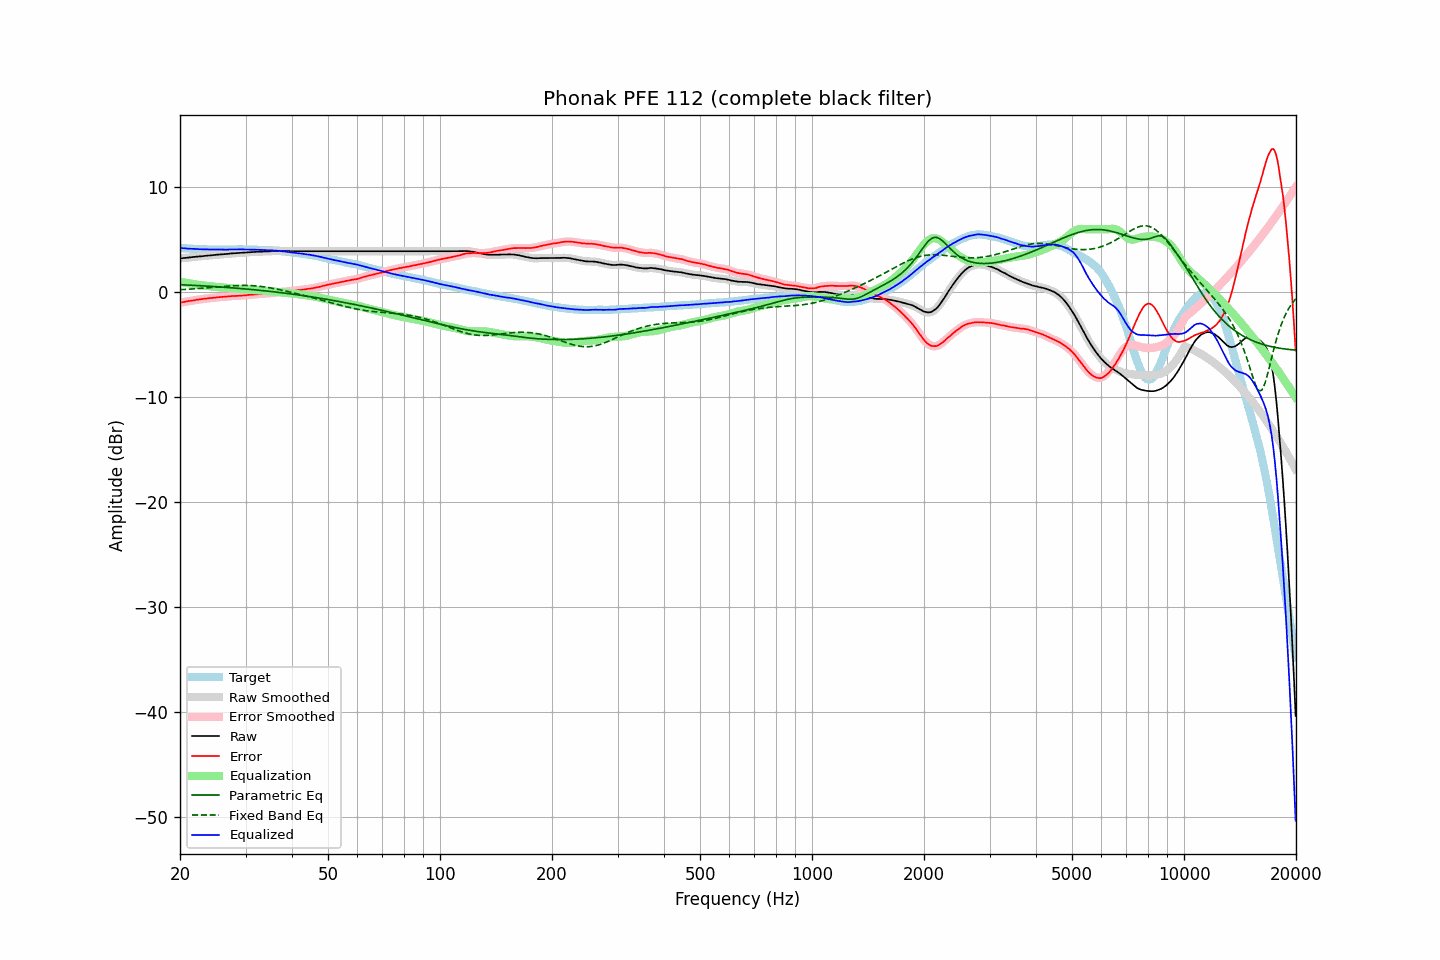 Phonak PFE 112 (complete black filter)
Amplitude (dBr)
10
0
−10
−20
−30
−40
−50
Target
Raw Smoothed
Error Smoothed
Raw
Error
Equalization
Parametric Eq
Fixed Band Eq
Equalized
20 50 100 200 500 1000 2000 5000 10000 20000
Frequency (Hz)